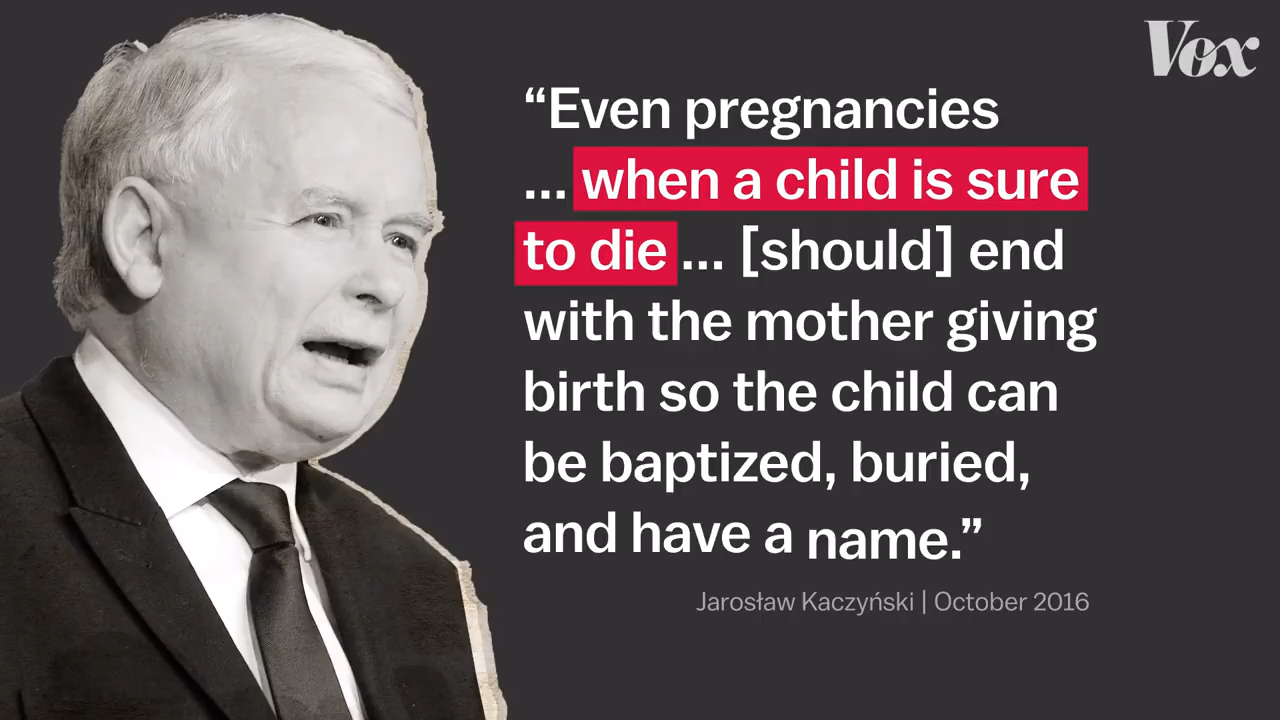 Vox
“Even pregnancies
... when a child is sure
to die ... [should] end
with the mother giving
birth so the child can
be baptized, buried,
and have a name.”
Jarosław Kaczyński | October 2016